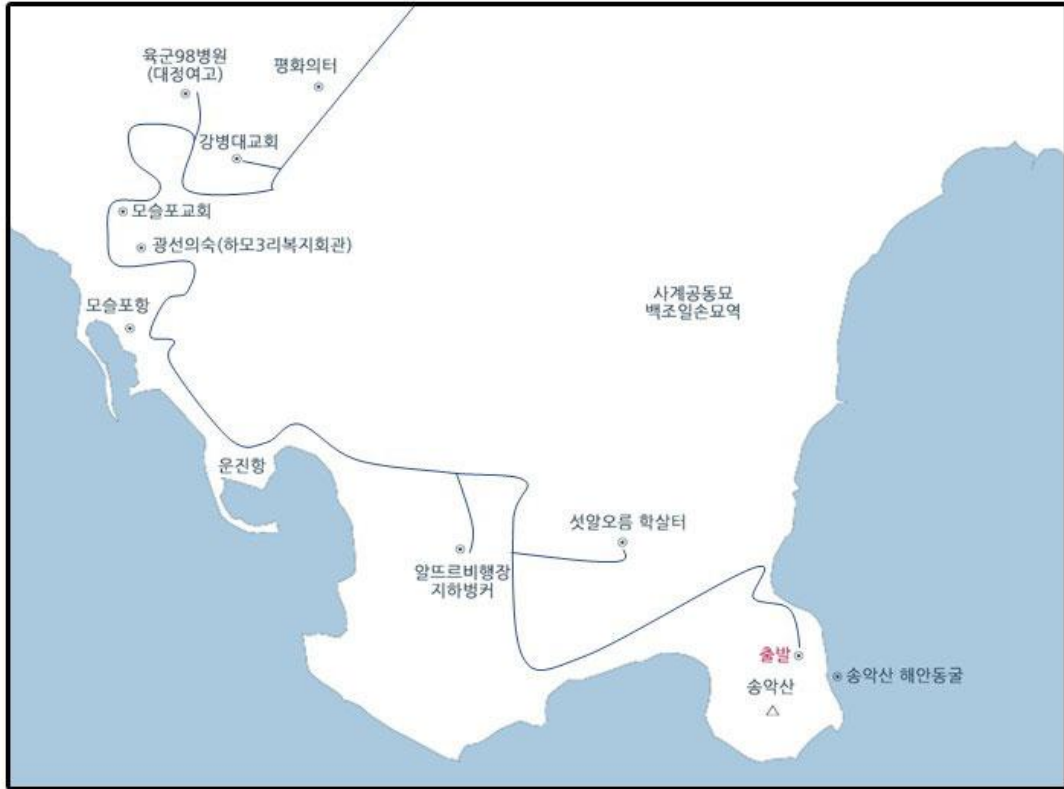 육군98병원
(대정여고)
평화의터
강병대교회
모슬포교회
광선의숙(하모3리복지회관)
모슬포항
사계공동묘
백조일손묘역
운진항
섯알오름 학살터
알뜨르비행장
지하벙커
출발
송악산
송악산 해안동굴